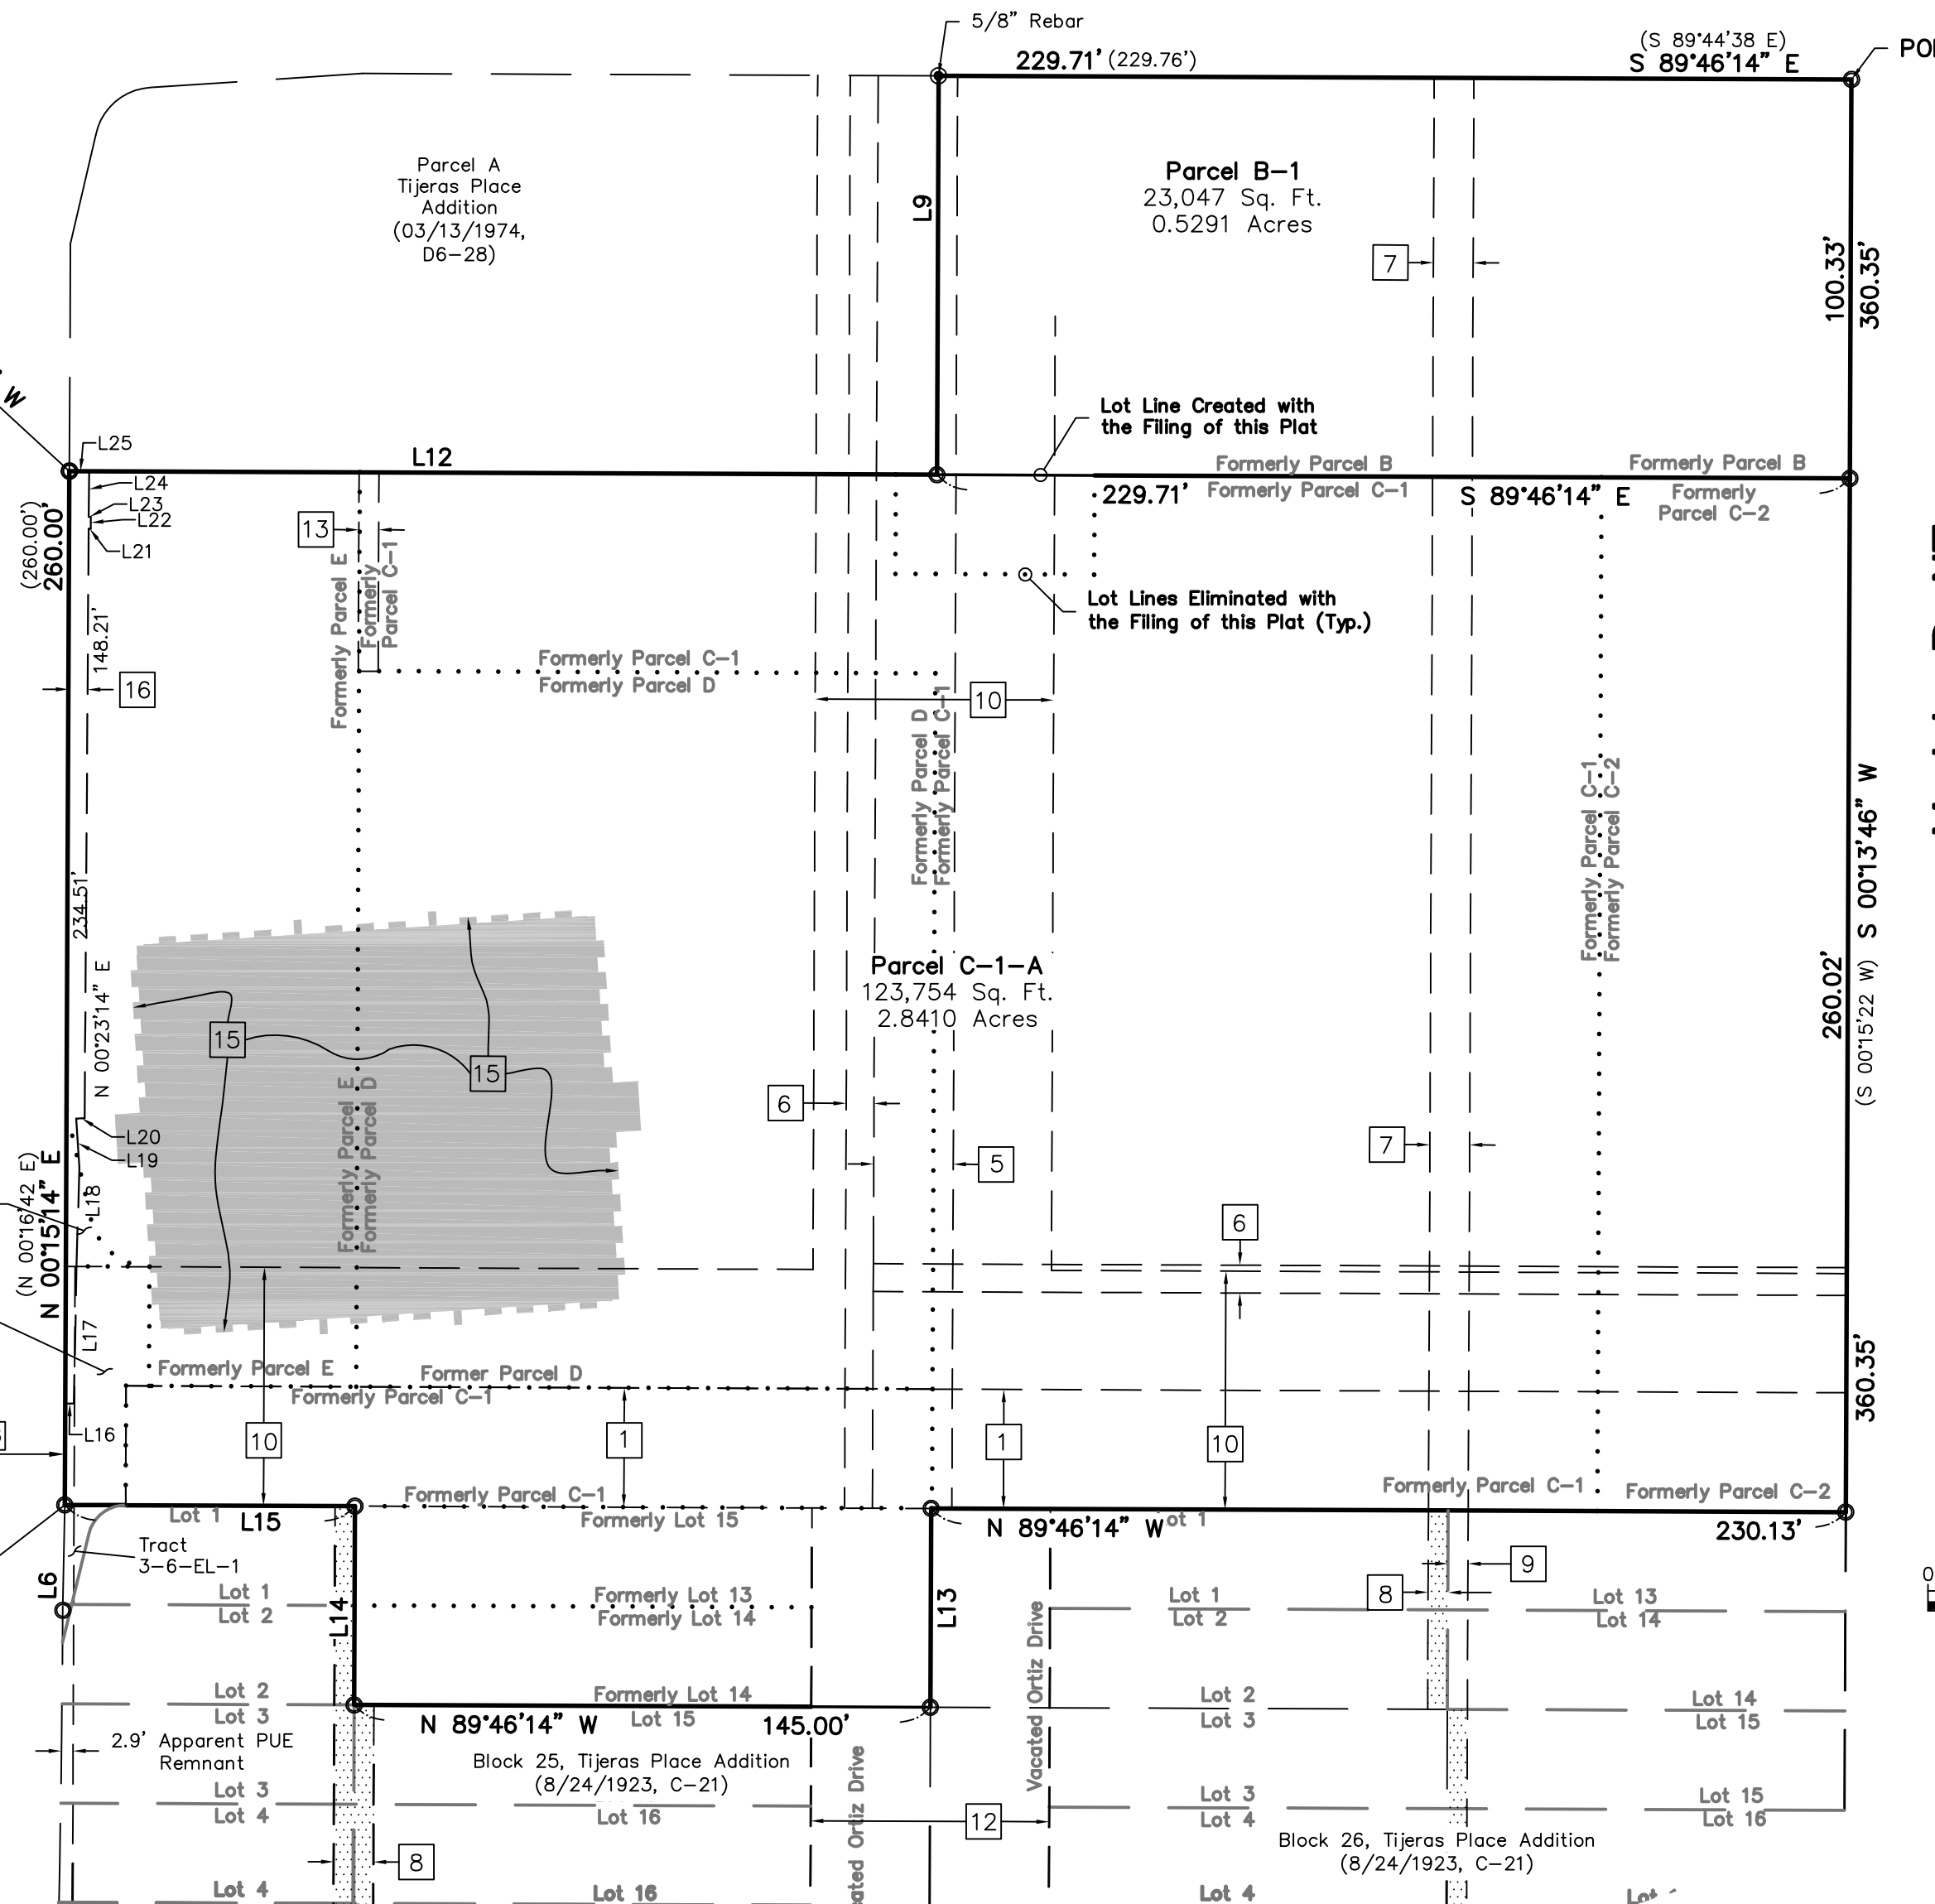 5/8" Rebar
229.71' (229.76')
(S 89°44'38 E)
S 89°46'14" E
Parcel A
Tijeras Place
Addition
(03/13/1974,
D6-28)
L9
Parcel B-1
23,047 Sq. Ft.
0.5291 Acres
7
100.33'
360.35'
W
L25
L12
L24
L23
L22
L21
(260.00')
260.00'
13
Formerly Parcel E
Formerly
Parcel C-1
Lot Line Created with
the Filing of this Plat
Formerly Parcel B
Formerly Parcel B
229.71'
Formerly Parcel C-1
S 89°46'14" E
Formerly
Parcel C-2
Lot Lines Eliminated with
the Filing of this Plat (Typ.)
148.21'
16
Formerly Parcel C-1
Formerly Parcel D
10
Formerly Parcel D
Formerly Parcel C-1
Formerly Parcel C-1
Formerly Parcel C-2
S 00°13'46" W
(S 00°15'22 W)
260.02'
234.51'
N 00°23'14" E
Parcel C-1-A
123,754 Sq. Ft.
2.8410 Acres
15
15
Formerly Parcel E
Formerly Parcel D
6
7
5
L20
L19
L18
(N 00°16'42 E)
N 00°15'14" E
6
L17
Formerly Parcel E
Former Parcel D
Formerly Parcel C-1
360.35'
L16
10
1
1
10
Formerly Parcel C-1
Formerly Parcel C-1
Formerly Parcel C-2
Lot 1
L15
Formerly Lot 15
N 89°46'14" W
ot 1
230.13'
Tract
3-6-EL-1
L6
9
8
Lot 1
Lot 2
L14
Formerly Lot 13
Formerly Lot 14
L13
Vacated Ortiz Drive
Lot 1
Lot 2
Lot 13
Lot 14
Lot 2
Lot 3
Formerly Lot 14
Lot 15
N 89°46'14" W
145.00'
Lot 2
Lot 3
Lot 14
Lot 15
2.9' Apparent PUE
Remnant
Block 25, Tijeras Place Addition
(8/24/1923, C-21)
cated Ortiz Drive
Lot 3
Lot 4
Lot 16
12
Lot 3
Lot 4
Lot 15
Lot 16
8
Block 26, Tijeras Place Addition
(8/24/1923, C-21)
Lot 4
Lot 16
Lot 4
0